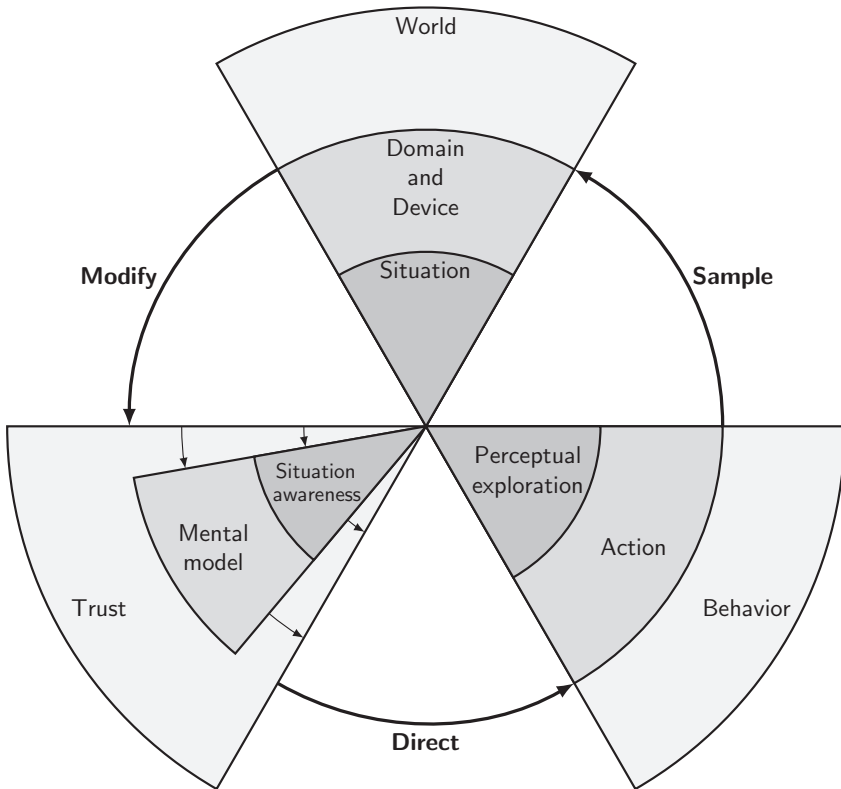 World
Domain
and
Device
Situation
Modify
Sample
Perceptual
exploration
Situation
awareness
Mental
model
Action
Trust
Behavior
Direct